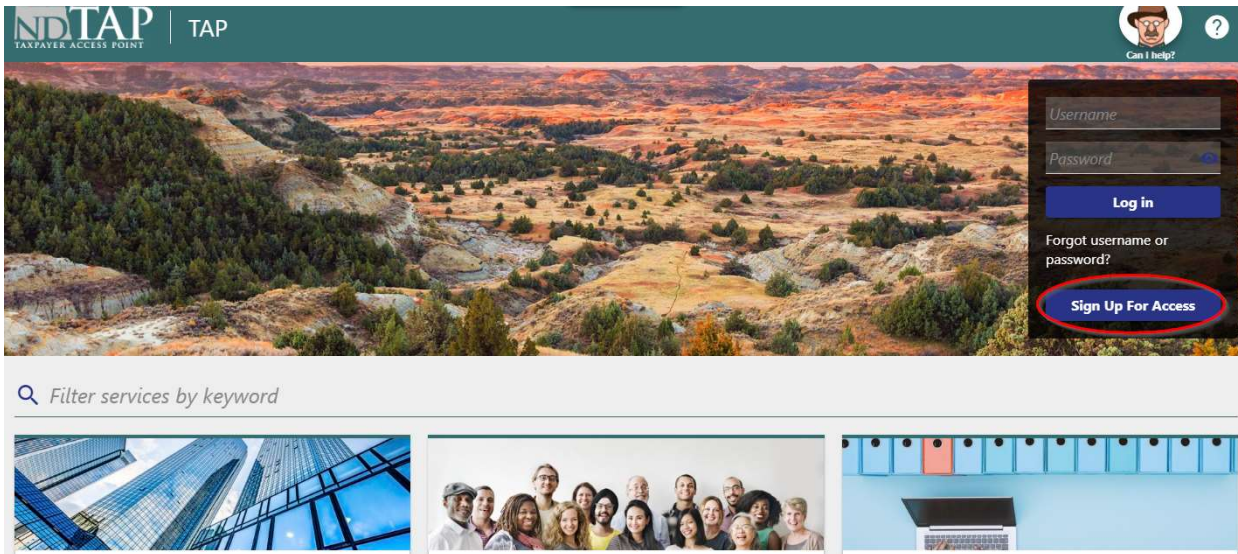 NDTAP
TAXPAYER ACCESS POINT
TAP
Can I help?
?
Username
Password
Log in
Forgot username or
password?
Sign Up For Access
Filter services by keyword